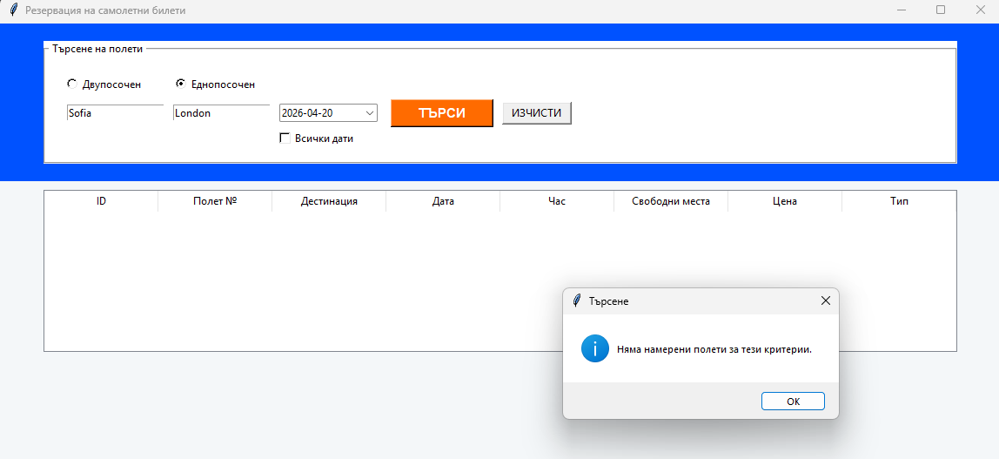 Резервация на самолетни билети
Търсене на полети
Двупосочен Еднопосочен
Sofia London 2026-04-20 ТЪРСИ ИЗЧИСТИ
Всички дати
ID Полет № Дестинация Дата Час Свободни места Цена Тип
Търсене
Няма намерени полети за тези критерии.
OK